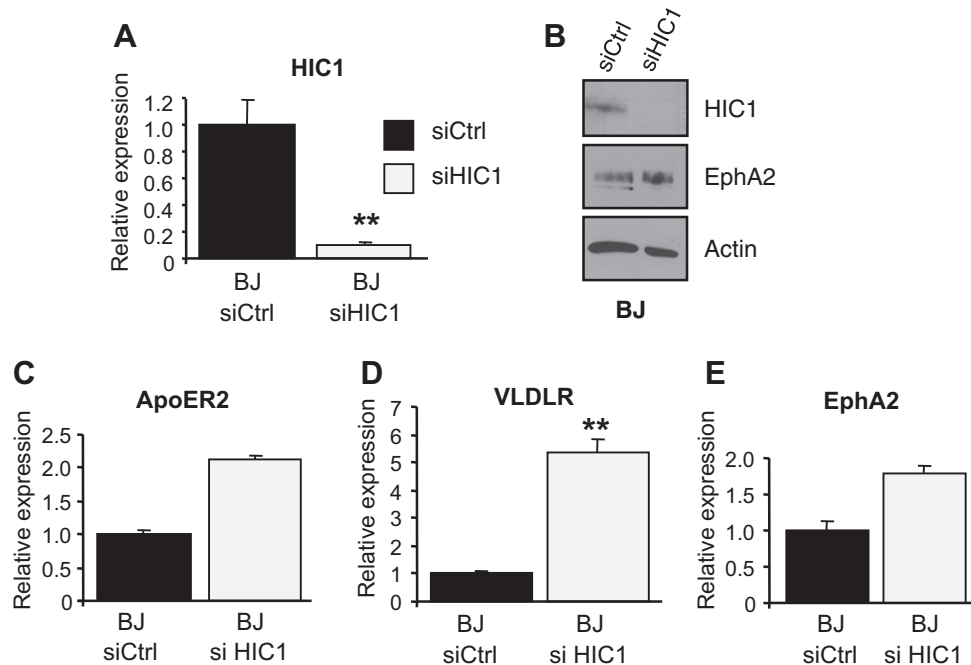 A
HIC1
Relative expression
1.2
1.0
0.8
0.6
0.4
0.2
0
**
siCtrl
siHIC1
BJ
siCtrl
BJ
siHIC1
B
siCtrl
siHIC1
HIC1
EphA2
Actin
BJ
C
ApoER2
Relative expression
2.5
2.0
1.5
1.0
0.5
0
BJ
siCtrl
BJ
si HIC1
D
VLDLR
Relative expression
7
6
5
4
3
2
1
0
**
BJ
siCtrl
BJ
si HIC1
E
EphA2
Relative expression
2.0
1.5
1.0
0.5
0
BJ
siCtrl
BJ
si HIC1